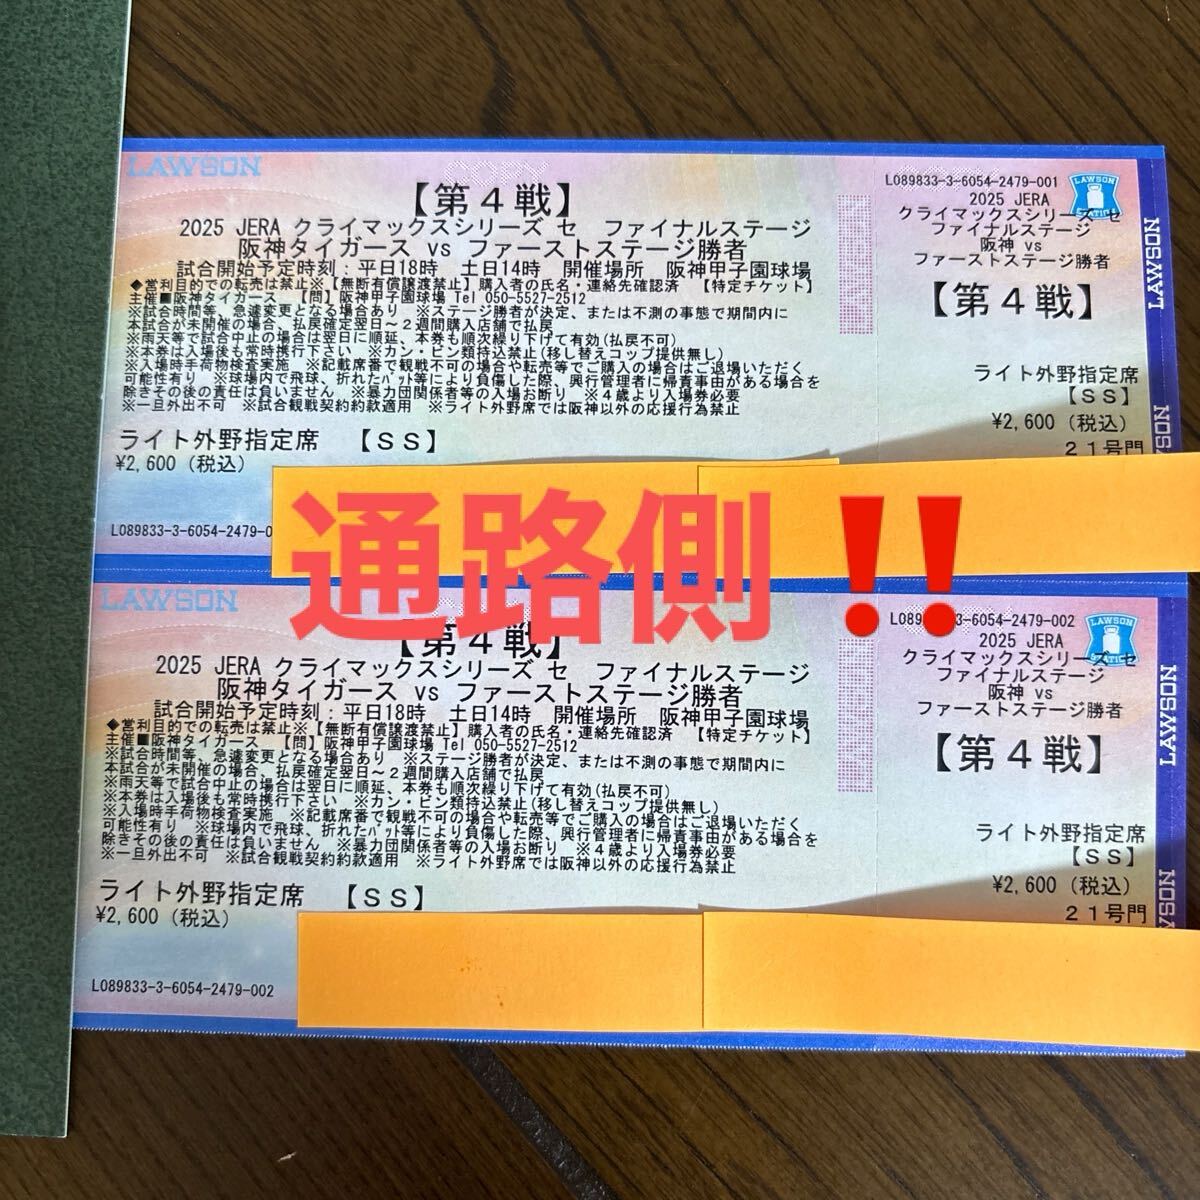 LAWSON
【第4戦】
2025 JERA クライマックスシリーズ セ ファイナルステージ
阪神タイガース vs ファーストステージ勝者
試合開始予定時刻：平日18時 土日14時 開催場所 阪神甲子園球場
◆営利目的での転売は禁止※【無断有償譲渡禁止】購入者の氏名・連絡先確認済 【特定チケット】
主催■阪神タイガース 【問】阪神甲子園球場 Tel 050-5527-2512
※試合時間等、急遽変更となる場合あり ※ステージ勝者が決定、または不測の事態で期間内に
本試合が未開催の場合、払戻確定翌日～2週間購入店舗で払戻
※雨天等で試合中止の場合は翌日に順延、本券も順次繰り下げて有効(払戻不可)
※本券は入場後も常時携行下さい ※カン・ビン類持込禁止(移し替えコップ提供無し)
※入場時手荷物検査実施 ※記載席番で観戦不可の場合や転売等でご購入の場合はご退場いただく
可能性有り ※球場内で飛球、折れたﾊﾞｯﾄ等により負傷した際、興行管理者に帰責事由がある場合を
除きその後の責任は負いません ※暴力団関係者等の入場お断り ※4歳より入場券必要
※一旦外出不可 ※試合観戦契約約款適用 ※ライト外野席では阪神以外の応援行為禁止
ライト外野指定席 【SS】
¥2,600 (税込)
L089833-3-6054-2479-0
L089833-3-6054-2479-001
LAWSON
STATION
2025 JERA
クライマックスシリーズ セ
ファイナルステージ
阪神 vs
ファーストステージ勝者
【第4戦】
ライト外野指定席
【SS】
¥2,600 (税込)
21号門
LAWSON
WSON
通路側‼️
LAWSON
【第4戦】
2025 JERA クライマックスシリーズ セ ファイナルステージ
阪神タイガース vs ファーストステージ勝者
試合開始予定時刻：平日18時 土日14時 開催場所 阪神甲子園球場
◆営利目的での転売は禁止※【無断有償譲渡禁止】購入者の氏名・連絡先確認済 【特定チケット】
主催■阪神タイガース 【問】阪神甲子園球場 Tel 050-5527-2512
※試合時間等、急遽変更となる場合あり ※ステージ勝者が決定、または不測の事態で期間内に
本試合が未開催の場合、払戻確定翌日～2週間購入店舗で払戻
※雨天等で試合中止の場合は翌日に順延、本券も順次繰り下げて有効(払戻不可)
※本券は入場後も常時携行下さい ※カン・ビン類持込禁止(移し替えコップ提供無し)
※入場時手荷物検査実施 ※記載席番で観戦不可の場合や転売等でご購入の場合はご退場いただく
可能性有り ※球場内で飛球、折れたﾊﾞｯﾄ等により負傷した際、興行管理者に帰責事由がある場合を
除きその後の責任は負いません ※暴力団関係者等の入場お断り ※4歳より入場券必要
※一旦外出不可 ※試合観戦契約約款適用 ※ライト外野席では阪神以外の応援行為禁止
ライト外野指定席 【SS】
¥2,600 (税込)
L089833-3-6054-2479-002
L089 3-6054-2479-002
LAWSON
STATION
2025 JERA
クライマックスシリーズ セ
ファイナルステージ
阪神 vs
ファーストステージ勝者
【第4戦】
ライト外野指定席
【SS】
¥2,600 (税込)
21号門
LAWSON
WSON